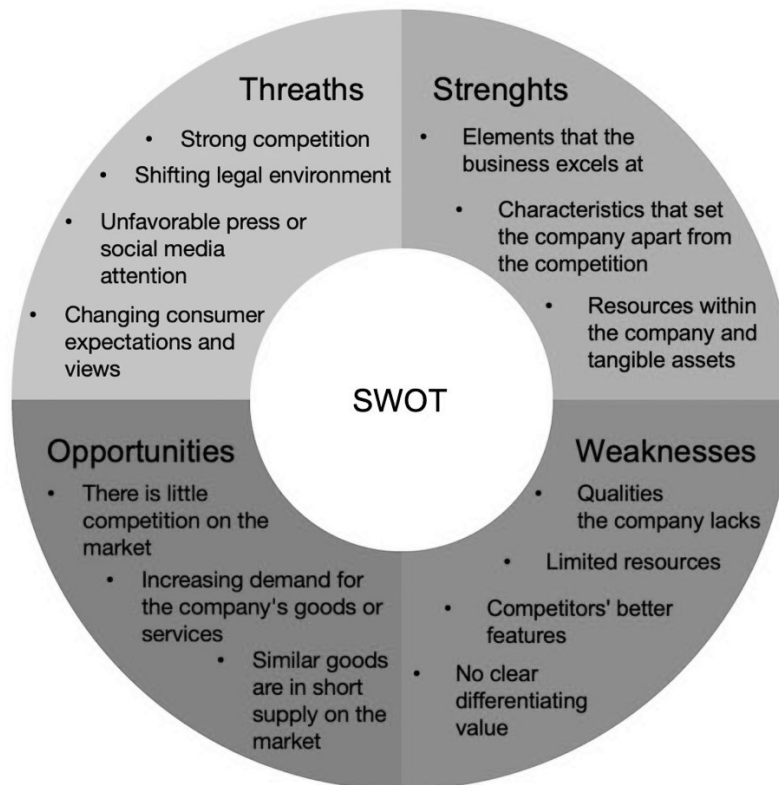 Threaths
• Strong competition
• Shifting legal environment
• Unfavorable press or
social media
attention
• Changing consumer
expectations and
views
Strenghts
• Elements that the
business excels at
• Characteristics that set
the company apart from
the competition
• Resources within
the company and
tangible assets
SWOT
Opportunities
• There is little
competition on the
market
• Increasing demand for
the company's goods or
services
• Similar goods
are in short
supply on the
market
Weaknesses
• Qualities
the company lacks
• Limited resources
• Competitors' better
features
• No clear
differentiating
value